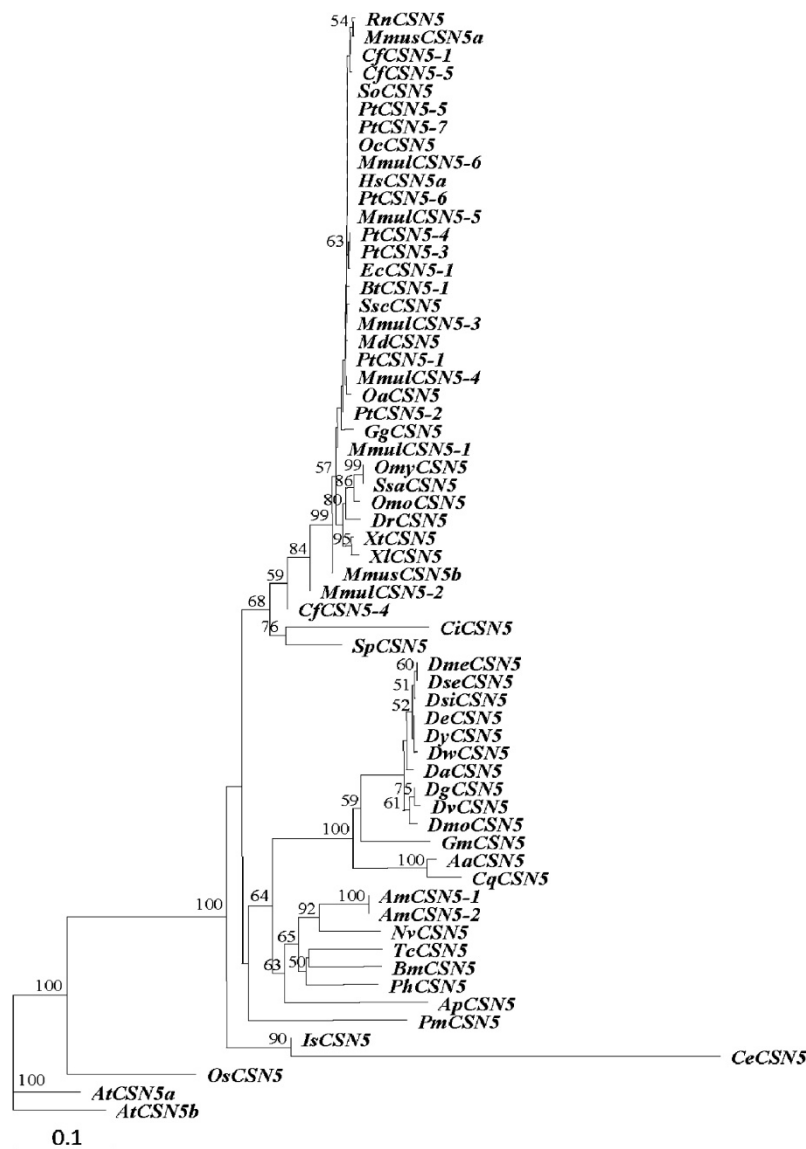 54 RnCSN5
MmusCSN5a
CfCSN5-1
CfCSN5-5
SoCSN5
PtCSN5-5
PtCSN5-7
OcCSN5
MmulCSN5-6
HsCSN5a
PtCSN5-6
MmulCSN5-5
PtCSN5-4
63
PtCSN5-3
EcCSN5-1
BtCSN5-1
SscCSN5
MmulCSN5-3
MdCSN5
PtCSN5-1
MmulCSN5-4
OaCSN5
PtCSN5-2
GgCSN5
MmulCSN5-1
57 99 OmyCSN5
86 SsaCSN5
80 OmoCSN5
99 DrCSN5
95 XtCSN5
84 XlCSN5
59 MmusCSN5b
MmulCSN5-2
68 CfCSN5-4
76 CiCSN5
SpCSN5
60 DmeCSN5
51 DseCSN5
52 DsiCSN5
DeCSN5
DyCSN5
DwCSN5
DaCSN5
75 DgCSN5
59 61 DvCSN5
DmoCSN5
100 GmCSN5
100 AaCSN5
CqCSN5
64 100 AmCSN5-1
100 92 AmCSN5-2
NvCSN5
65 TcCSN5
63 50 BmCSN5
PhCSN5
100 ApCSN5
PmCSN5
90 IsCSN5
CeCSN5
OsCSN5
100 AtCSN5a
AtCSN5b
0.1